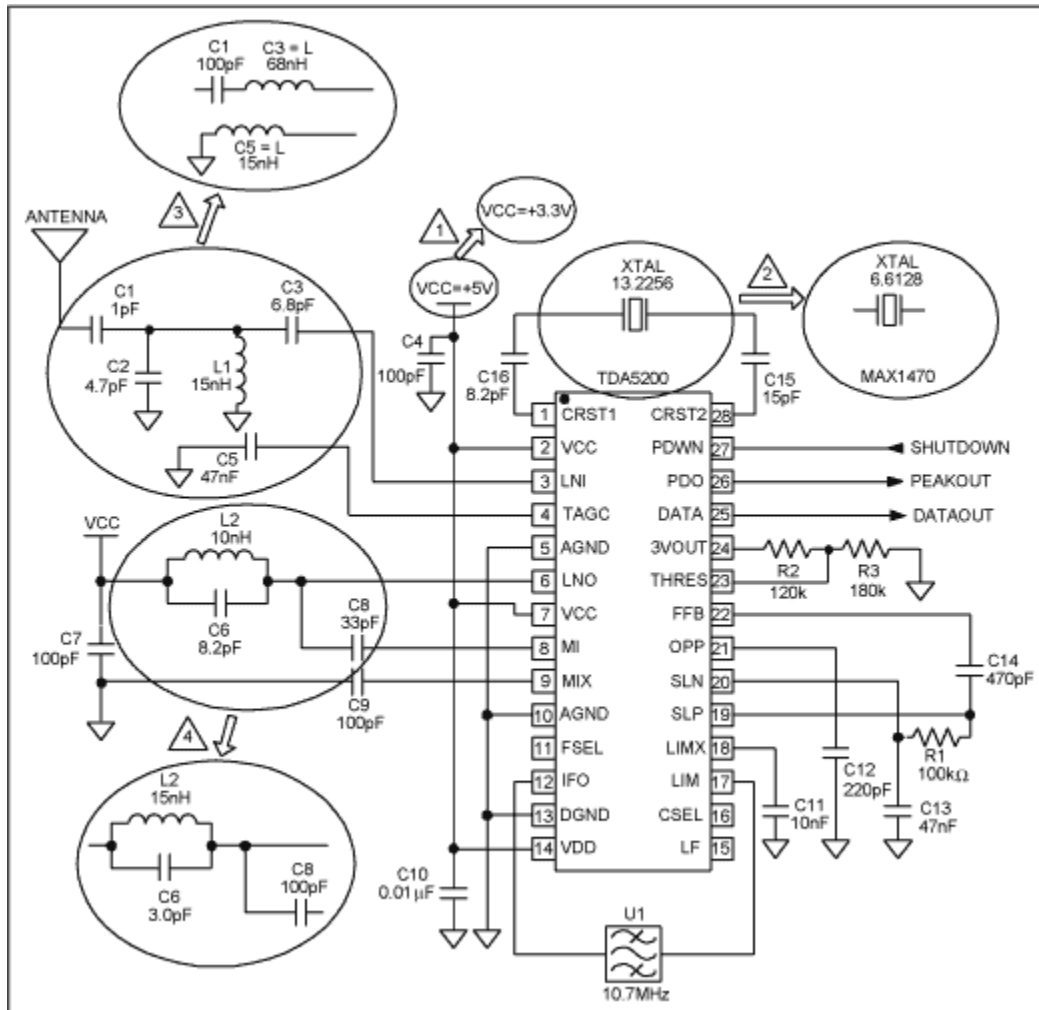 C1
100pF
C3 = L
68nH
C5 = L
15nH
3
ANTENNA
1
VCC=+3.3V
VCC=+5V
XTAL
13.2256
2
XTAL
6.6128
MAX1470
C1
1pF
C3
6.8pF
C2
4.7pF
L1
15nH
C5
47nF
C4
100pF
C16
8.2pF
TDA5200
C15
15pF
1 CRST1 CRST2 28
2 VCC PDWN 27 SHUTDOWN
3 LNI PDO 26 PEAKOUT
4 TAGC DATA 25 DATAOUT
5 AGND 3VOUT 24
6 LNO THRES 23
7 VCC FFB 22
8 MI OPP 21
9 MIX SLN 20
10 AGND SLP 19
11 FSEL LIMX 18
12 IFO LIM 17
13 DGND CSEL 16
14 VDD LF 15
R2
120k
R3
180k
VCC
L2
10nH
C6
8.2pF
C8
33pF
C7
100pF
C9
100pF
C14
470pF
R1
100kΩ
C12
220pF
C11
10nF
C13
47nF
4
L2
15nH
C6
3.0pF
C8
100pF
C10
0.01 µF
U1
10.7MHz